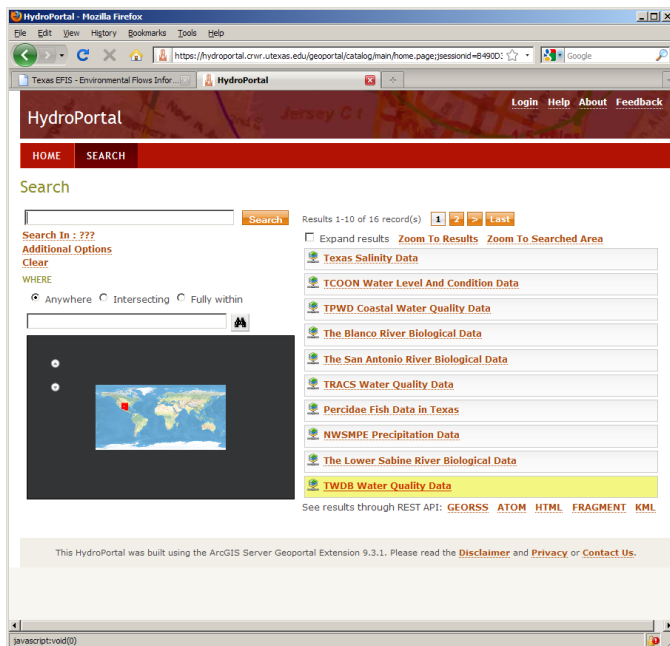 HydroPortal - Mozilla Firefox
File Edit View History Bookmarks Tools Help
https://hydroportal.crwr.utexas.edu/geoportal/catalog/main/home.page;jsessionid=B490D:
Google
Texas EFIS - Environmental Flows Infor...
HydroPortal
Login Help About Feedback
HydroPortal
Jersey C
HOME SEARCH
Search
Search
Results 1-10 of 16 record(s) 1 2 > Last
Search In : ???
Expand results Zoom To Results Zoom To Searched Area
Additional Options
Clear
WHERE
Anywhere Intersecting Fully within
Texas Salinity Data
TCOON Water Level And Condition Data
TPWD Coastal Water Quality Data
The Blanco River Biological Data
The San Antonio River Biological Data
TRACS Water Quality Data
Percidae Fish Data in Texas
NWSMPE Precipitation Data
The Lower Sabine River Biological Data
TWDB Water Quality Data
See results through REST API: GEORSS ATOM HTML FRAGMENT KML
This HydroPortal was built using the ArcGIS Server Geoportal Extension 9.3.1. Please read the Disclaimer and Privacy or Contact Us.
javascript:void(0)